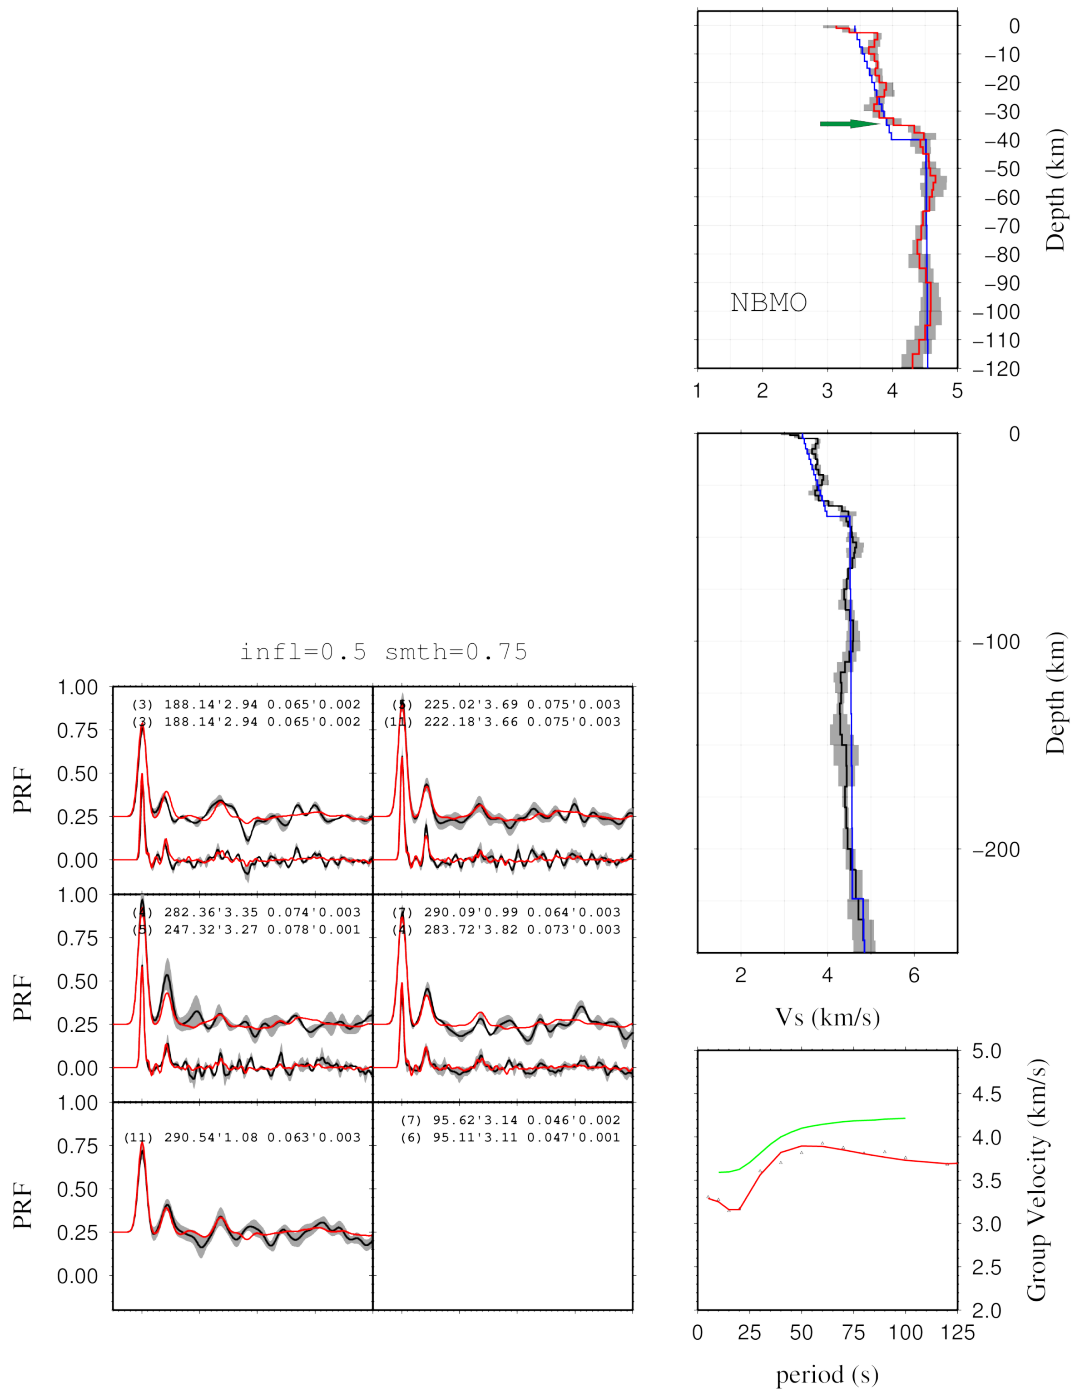 0
−10
−20
−30
−40
−50
−60
−70
−80
−90
−100
−110
−120
Depth (km)
NBMO
1 2 3 4 5
0
−100
−200
Depth (km)
2 4 6
Vs (km/s)
infl=0.5 smth=0.75
1.00
0.75
0.50
0.25
0.00
PRF
(3) 188.14'2.94 0.065'0.002
(3) 188.14'2.94 0.065'0.002
225.02'3.69 0.075'0.003
(11) 222.18'3.66 0.075'0.003
1.00
0.75
0.50
0.25
0.00
PRF
282.36'3.35 0.074'0.003
247.32'3.27 0.078'0.001
(7) 290.09'0.99 0.064'0.003
(4) 283.72'3.82 0.073'0.003
1.00
0.75
0.50
0.25
0.00
PRF
(11) 290.54'1.08 0.063'0.003
(7) 95.62'3.14 0.046'0.002
(6) 95.11'3.11 0.047'0.001
5.0
4.5
4.0
3.5
3.0
2.5
2.0
Group Velocity (km/s)
0 25 50 75 100 125
period (s)